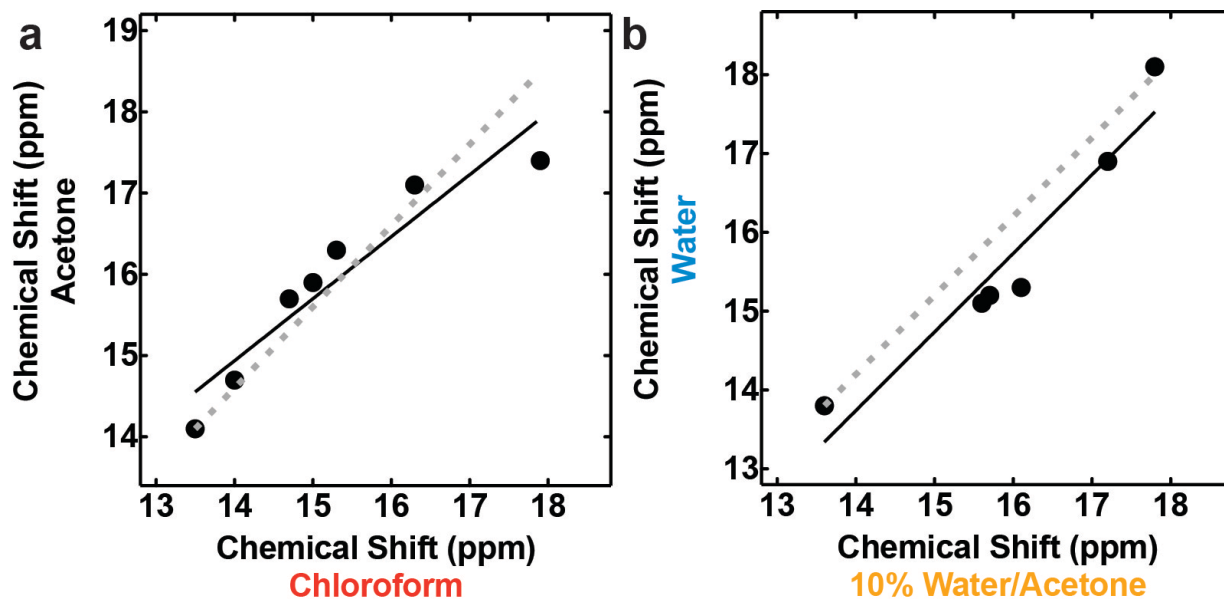 a
Chemical Shift (ppm)
Acetone
19
18
17
16
15
14
13 14 15 16 17 18
Chemical Shift (ppm)
Chloroform
b
Chemical Shift (ppm)
Water
18
17
16
15
14
13
13 14 15 16 17 18
Chemical Shift (ppm)
10% Water/Acetone